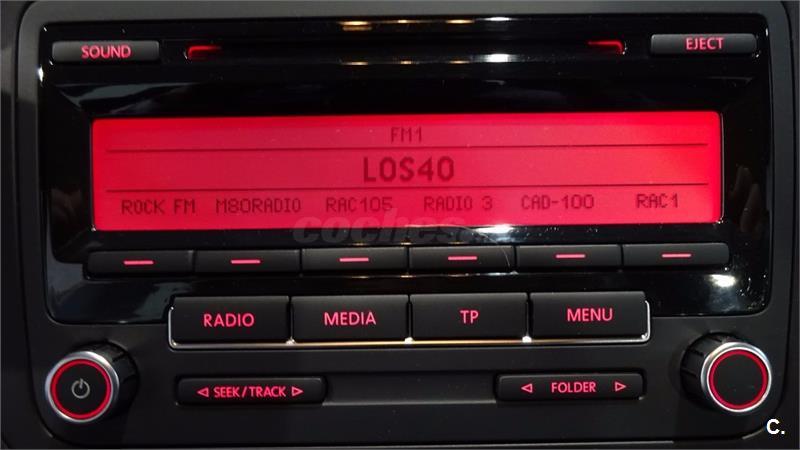 SOUND EJECT
FM1
LOS40
ROCK FM M80RADIO RAC105 RADIO 3 CAD-100 RAC1
coches.
RADIO MEDIA TP MENU
SEEK/TRACK FOLDER
C.